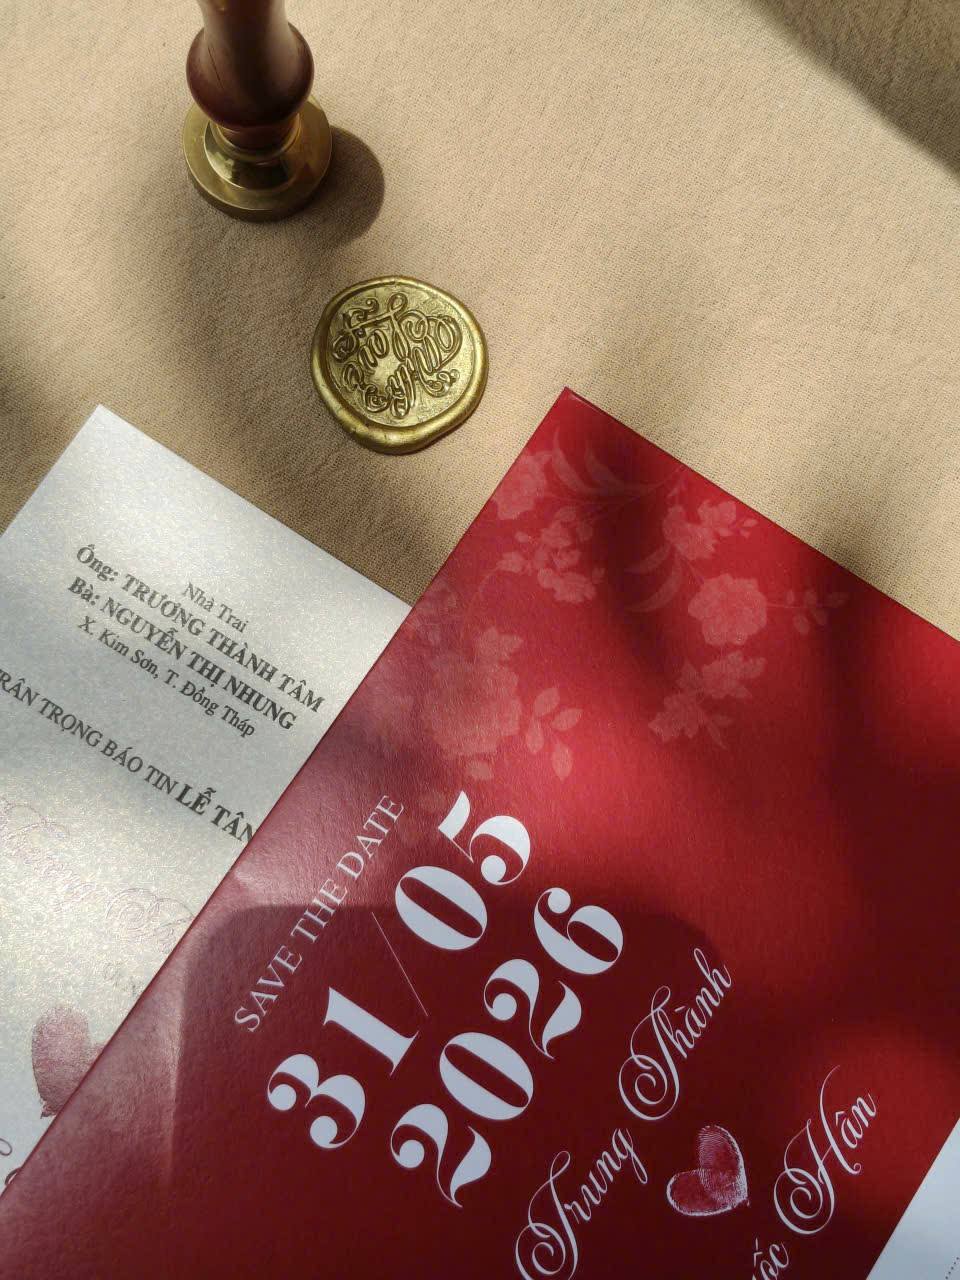 Nhà Trai
Ông: TRƯƠNG THÀNH TÂM
Bà: NGUYỄN THỊ NHUNG
X. Kim Sơn, T. Đồng Tháp
TRÂN TRỌNG BÁO TIN LỄ TÂN
SAVE THE DATE
31/05
2026
Trung Thành
ốc Hân